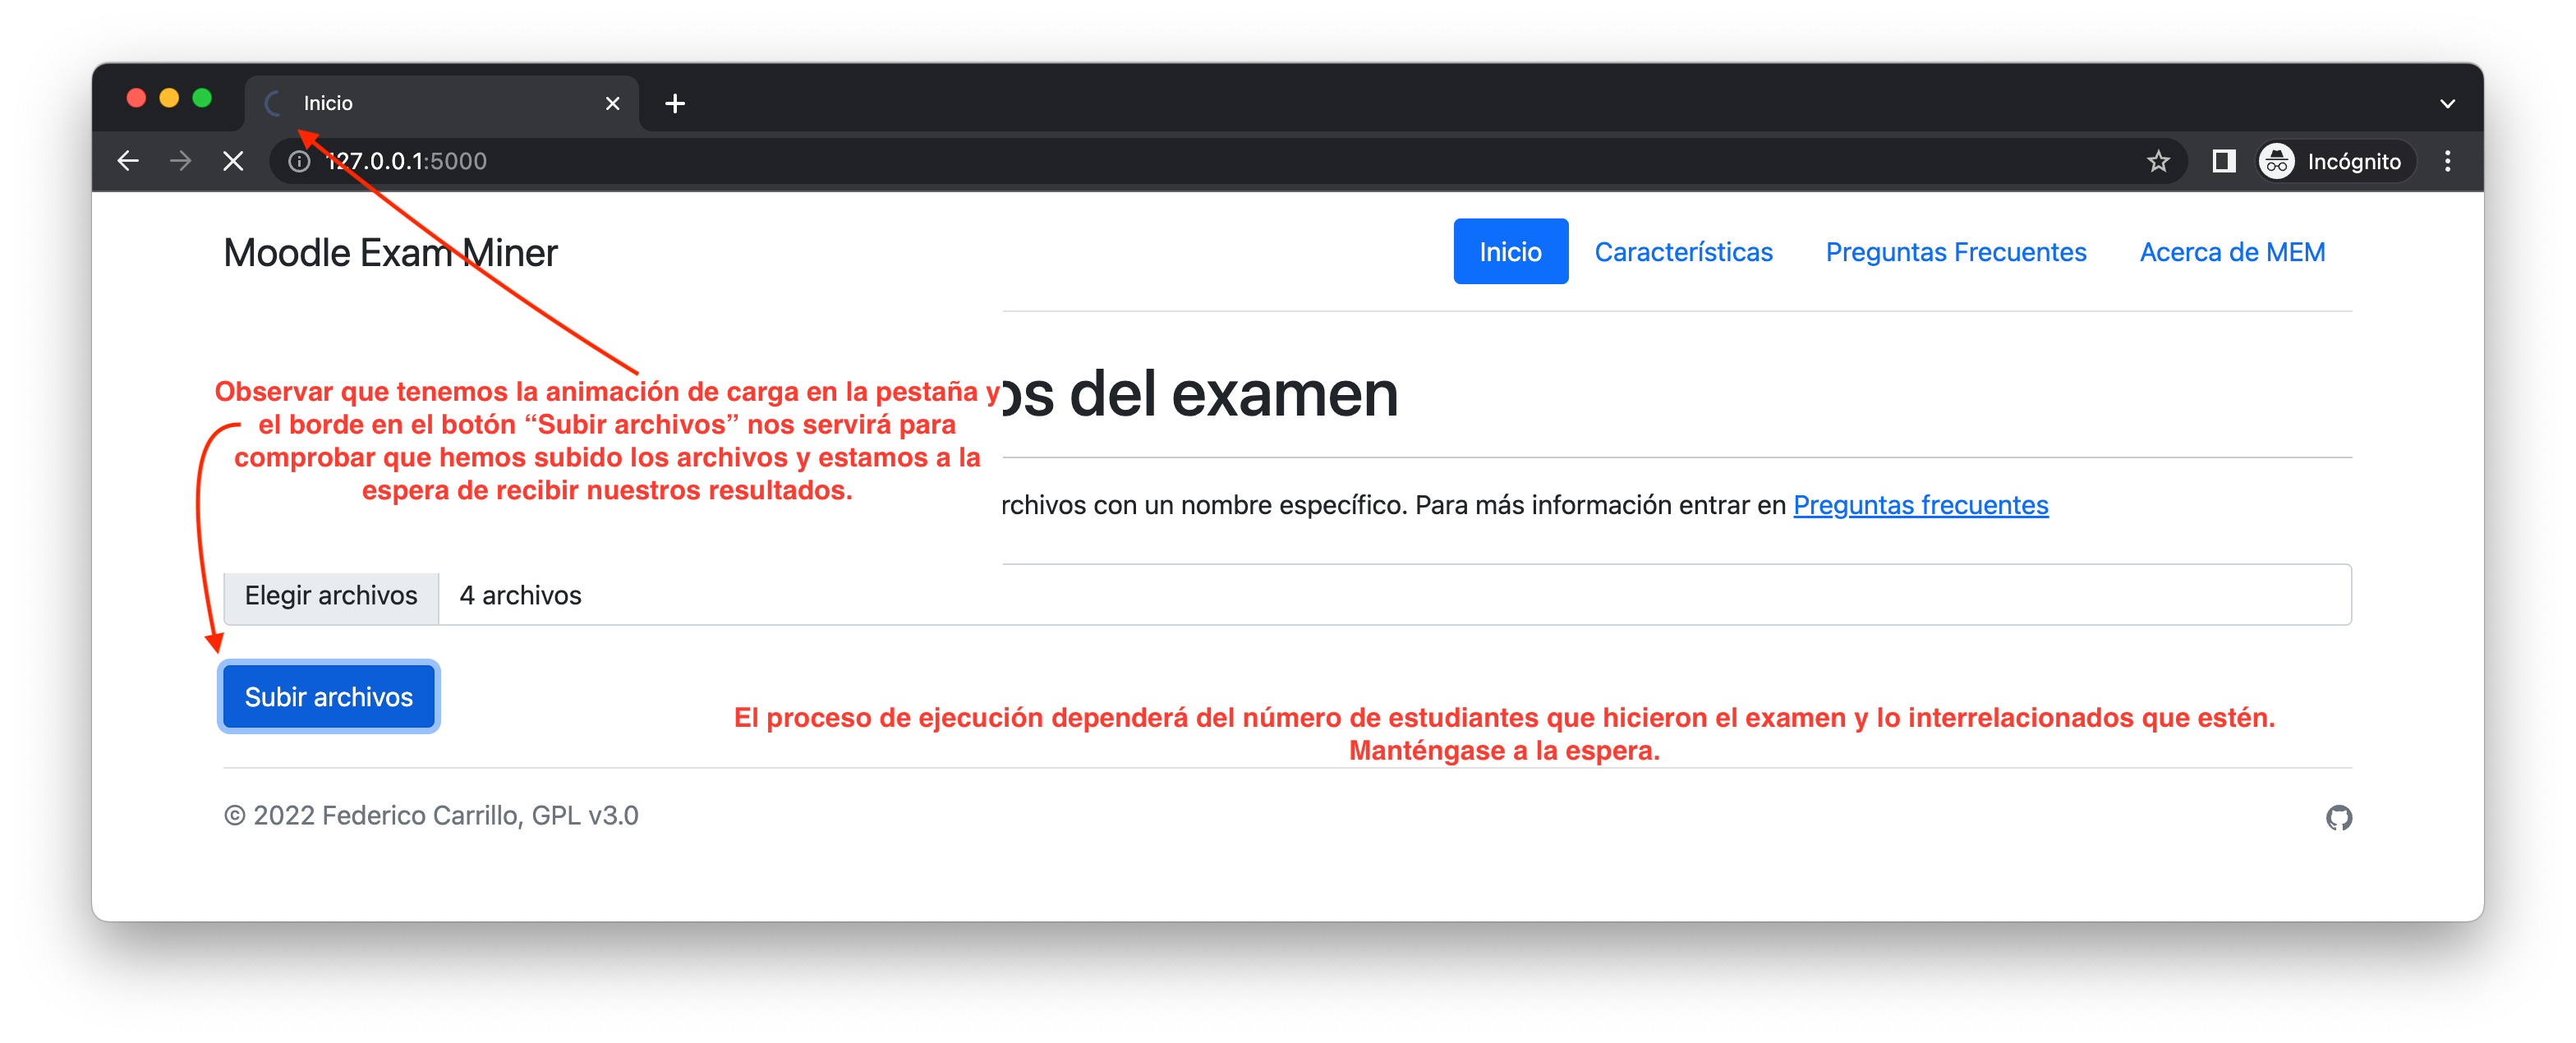 Inicio
127.0.0.1:5000
Incógnito
Moodle Exam Miner
Inicio Características Preguntas Frecuentes Acerca de MEM
del examen
Observar que tenemos la animación de carga en la pestaña y
el borde en el botón “Subir archivos” nos servirá para
comprobar que hemos subido los archivos y estamos a la
espera de recibir nuestros resultados.
con un nombre específico. Para más información entrar en Preguntas frecuentes
Elegir archivos 4 archivos
Subir archivos
El proceso de ejecución dependerá del número de estudiantes que hicieron el examen y lo interrelacionados que estén.
Manténgase a la espera.
© 2022 Federico Carrillo, GPL v3.0